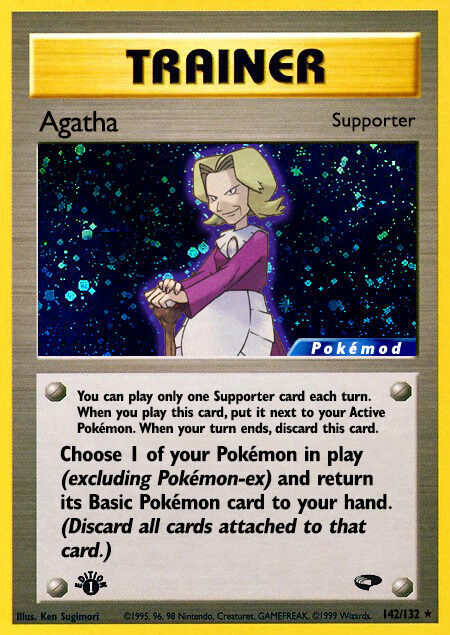 TRAINER
Agatha
Supporter
Pokémod
You can play only one Supporter card each turn.
When you play this card, put it next to your Active
Pokémon. When your turn ends, discard this card.
Choose 1 of your Pokémon in play
(excluding Pokémon-ex) and return
its Basic Pokémon card to your hand.
(Discard all cards attached to that
card.)
EDITION
1
Illus. Ken Sugimori
©1995, 96, 98 Nintendo, Creatures, GAMEFREAK. ©1999 Wizards.
142/132 ★